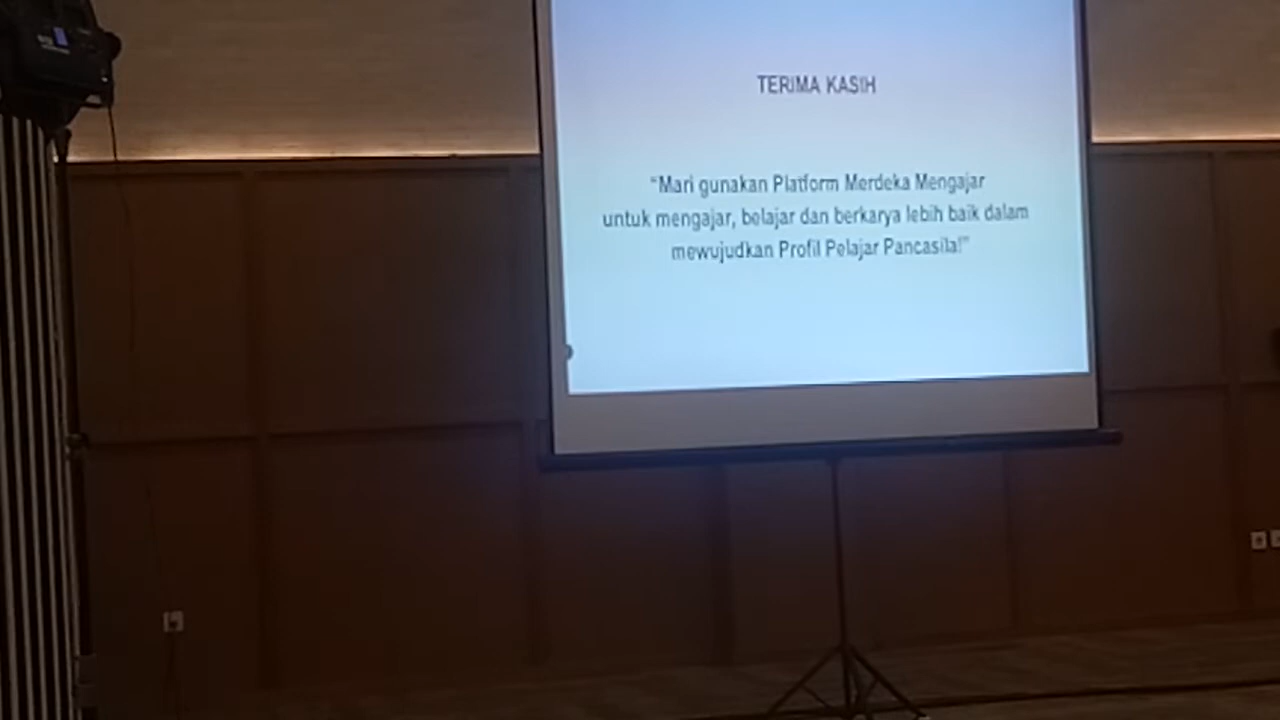 TERIMA KASIH
“Mari gunakan Platform Merdeka Mengajar
untuk mengajar, belajar dan berkarya lebih baik dalam
mewujudkan Profil Pelajar Pancasila!”